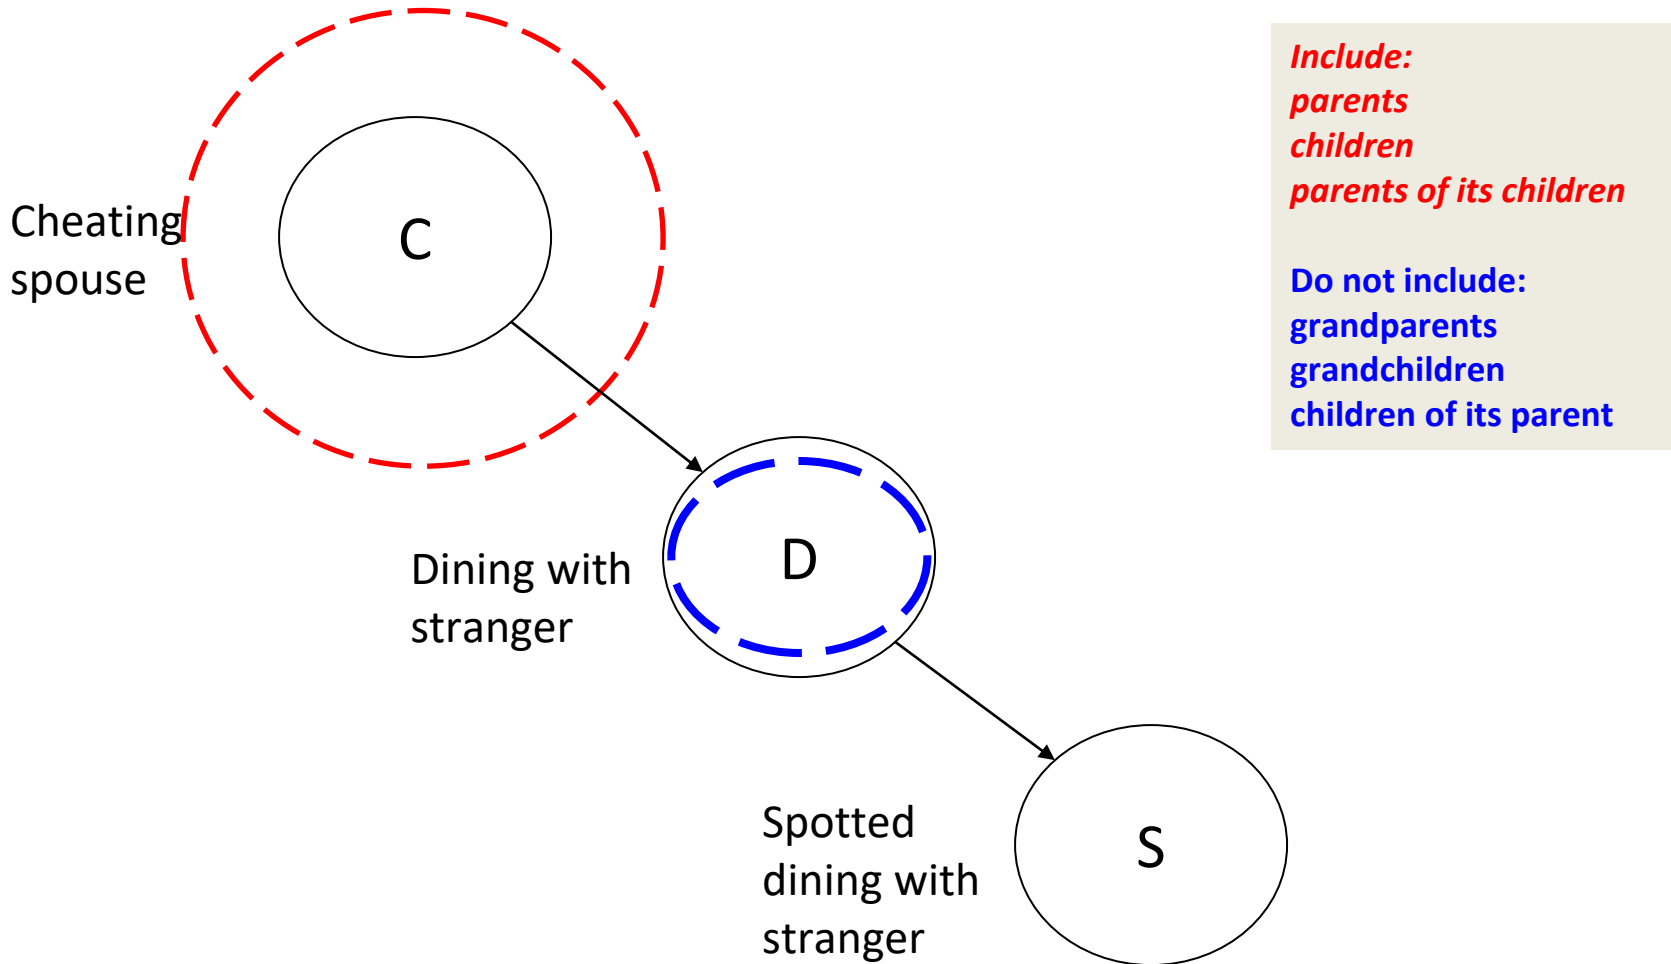 Include:
parents
children
parents of its children
Do not include:
grandparents
grandchildren
children of its parent
Cheating
spouse
C
Dining with
stranger
D
Spotted
dining with
stranger
S